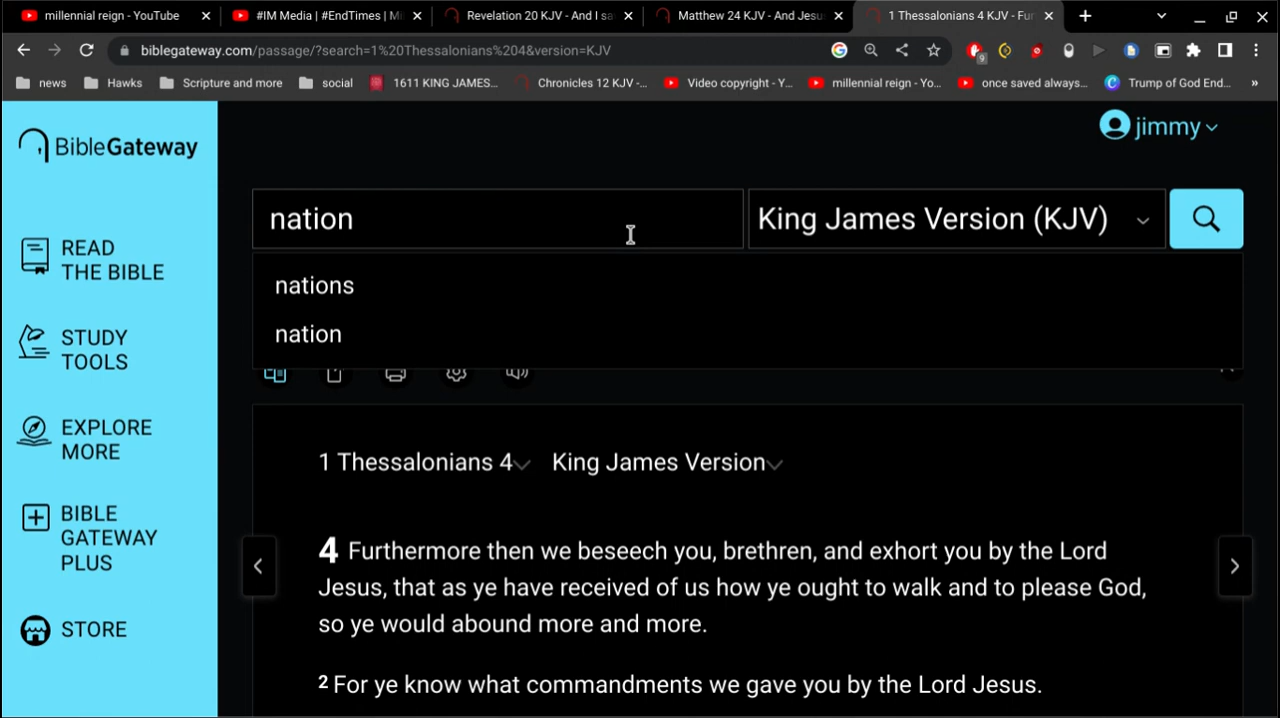 millennial reign - YouTube
#IM Media | #EndTimes | Mi
Revelation 20 KJV - And I sa
Matthew 24 KJV - And Jesu
1 Thessalonians 4 KJV - Fur
biblegateway.com/passage/?search=1%20Thessalonians%204&version=KJV
9
news
Hawks
Scripture and more
social
1611 KING JAMES...
Chronicles 12 KJV -...
Video copyright - Y...
millennial reign - Yo...
once saved always...
Trump of God End...
»
BibleGateway
jimmy
nation
King James Version (KJV)
nations
nation
READ
THE BIBLE
STUDY
TOOLS
EXPLORE
MORE
BIBLE
GATEWAY
PLUS
STORE
1 Thessalonians 4
King James Version
4 Furthermore then we beseech you, brethren, and exhort you by the Lord
Jesus, that as ye have received of us how ye ought to walk and to please God,
so ye would abound more and more.
2 For ye know what commandments we gave you by the Lord Jesus.